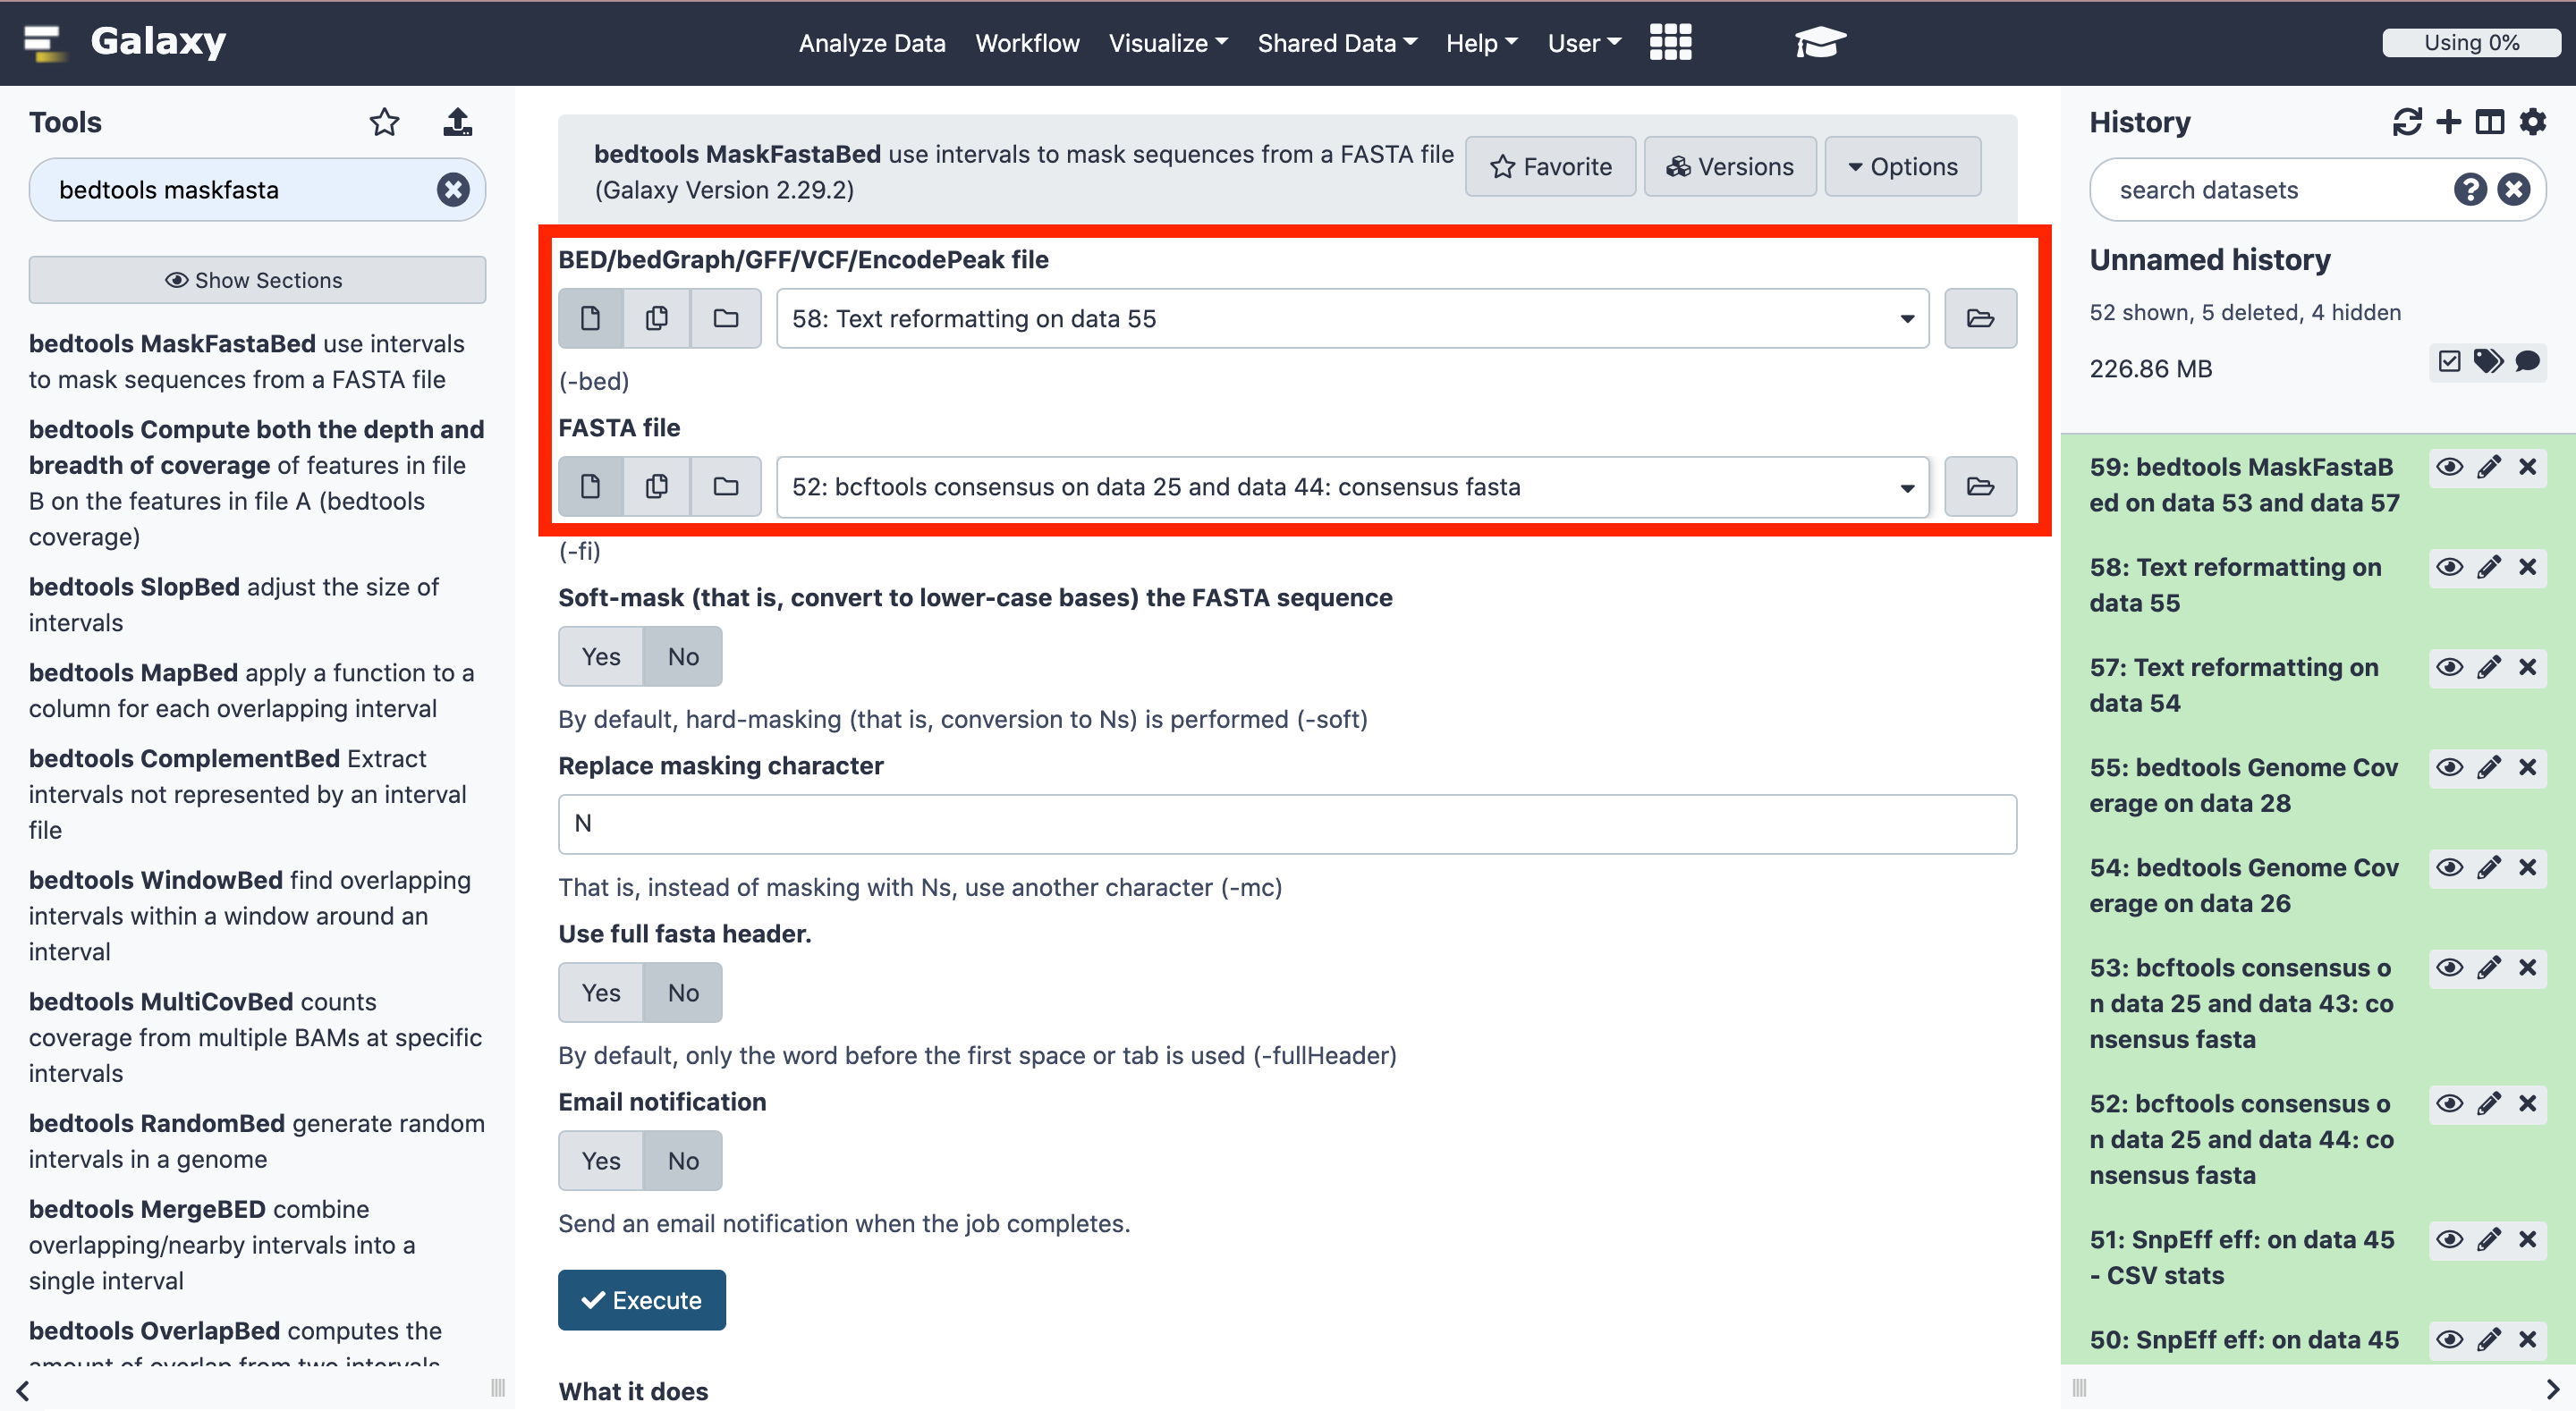 Galaxy
Analyze Data Workflow Visualize Shared Data Help User
Using 0%
Tools
bedtools maskfasta
Show Sections
bedtools MaskFastaBed use intervals
to mask sequences from a FASTA file
bedtools Compute both the depth and
breadth of coverage of features in file
B on the features in file A (bedtools
coverage)
bedtools SlopBed adjust the size of
intervals
bedtools MapBed apply a function to a
column for each overlapping interval
bedtools ComplementBed Extract
intervals not represented by an interval
file
bedtools WindowBed find overlapping
intervals within a window around an
interval
bedtools MultiCovBed counts
coverage from multiple BAMs at specific
intervals
bedtools RandomBed generate random
intervals in a genome
bedtools MergeBED combine
overlapping/nearby intervals into a
single interval
bedtools OverlapBed computes the
amount of overlap from two intervals
bedtools MaskFastaBed use intervals to mask sequences from a FASTA file
(Galaxy Version 2.29.2)
Favorite
Versions
Options
BED/bedGraph/GFF/VCF/EncodePeak file
58: Text reformatting on data 55
(-bed)
FASTA file
52: bcftools consensus on data 25 and data 44: consensus fasta
(-fi)
Soft-mask (that is, convert to lower-case bases) the FASTA sequence
Yes No
By default, hard-masking (that is, conversion to Ns) is performed (-soft)
Replace masking character
N
That is, instead of masking with Ns, use another character (-mc)
Use full fasta header.
Yes No
By default, only the word before the first space or tab is used (-fullHeader)
Email notification
Yes No
Send an email notification when the job completes.
Execute
What it does
History
search datasets
Unnamed history
52 shown, 5 deleted, 4 hidden
226.86 MB
59: bedtools MaskFastaB
ed on data 53 and data 57
58: Text reformatting on
data 55
57: Text reformatting on
data 54
55: bedtools Genome Cov
erage on data 28
54: bedtools Genome Cov
erage on data 26
53: bcftools consensus o
n data 25 and data 43: co
nsensus fasta
52: bcftools consensus o
n data 25 and data 44: co
nsensus fasta
51: SnpEff eff: on data 45
- CSV stats
50: SnpEff eff: on data 45